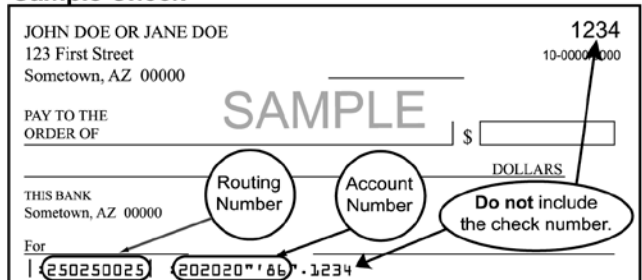 JOHN DOE OR JANE DOE
1234
123 First Street
Sometown, AZ 00000
SAMPLE
PAY TO THE
ORDER OF
$
DOLLARS
THIS BANK
Sometown, AZ 00000
Routing
Number
Account
Number
Do not include
the check number.
For
250250025
202020"'86".1234